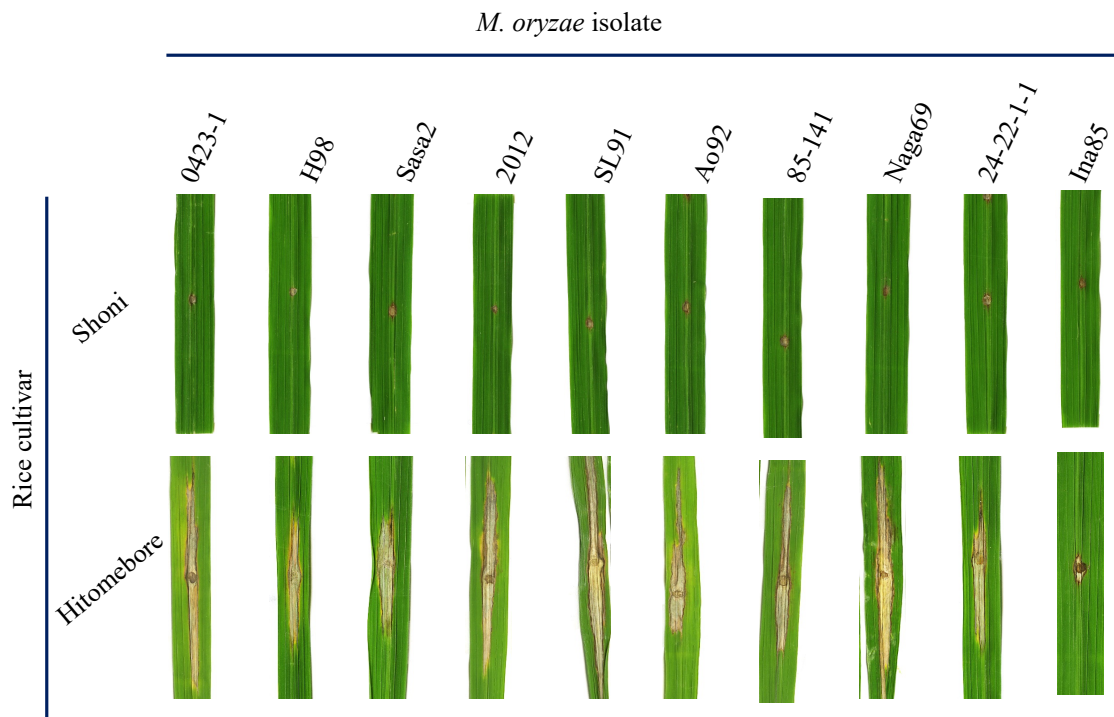 M. oryzae isolate
0423-1
H98
Sasa2
2012
SL91
Ao92
85-141
Naga69
24-22-1-1
Ina85
Rice cultivar
Shoni
Hitomebore